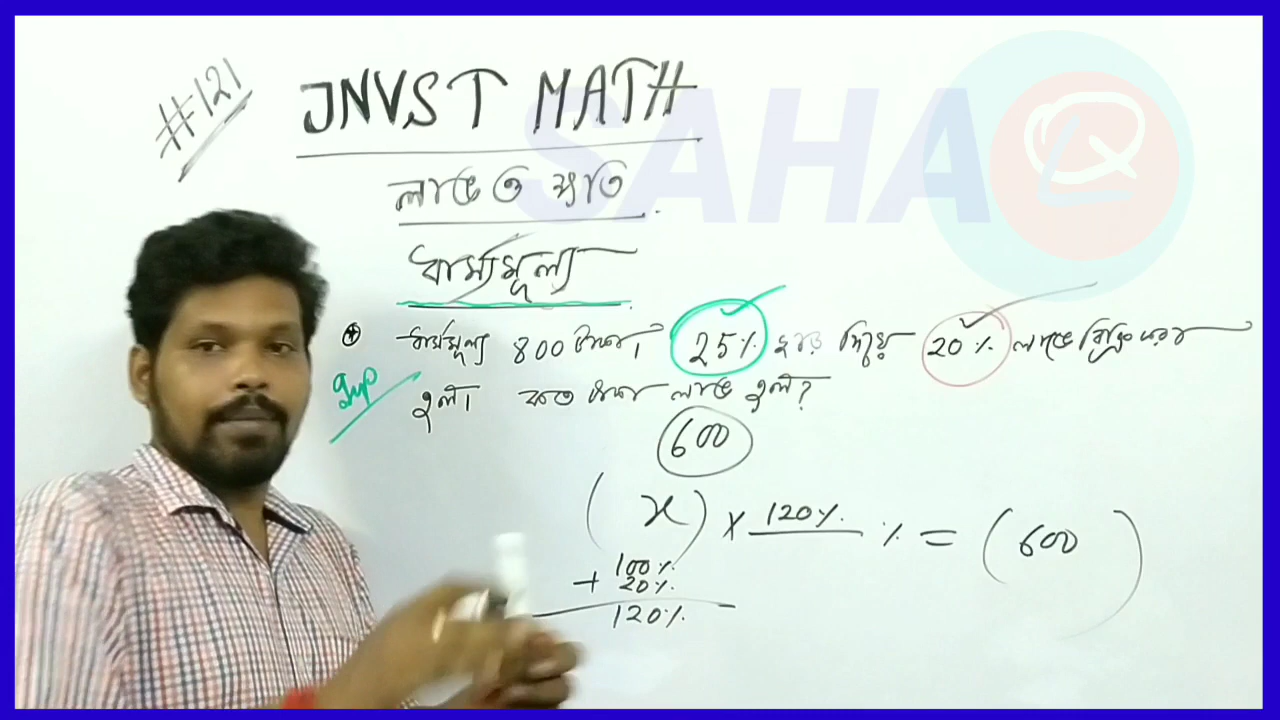 #121
JNVST MATH
SAHA
লাভ ও ক্ষতি
ধার্য্যমূল্য
ধার্য্যমূল্য 800 টাকা। 25% ছাড় দিয়ে 20% লাভে বিক্রি করা
হল। কত টাকা লাভ হল?
Imp
600
(x) × 120% % = (600)
100%
+ 20%
120%